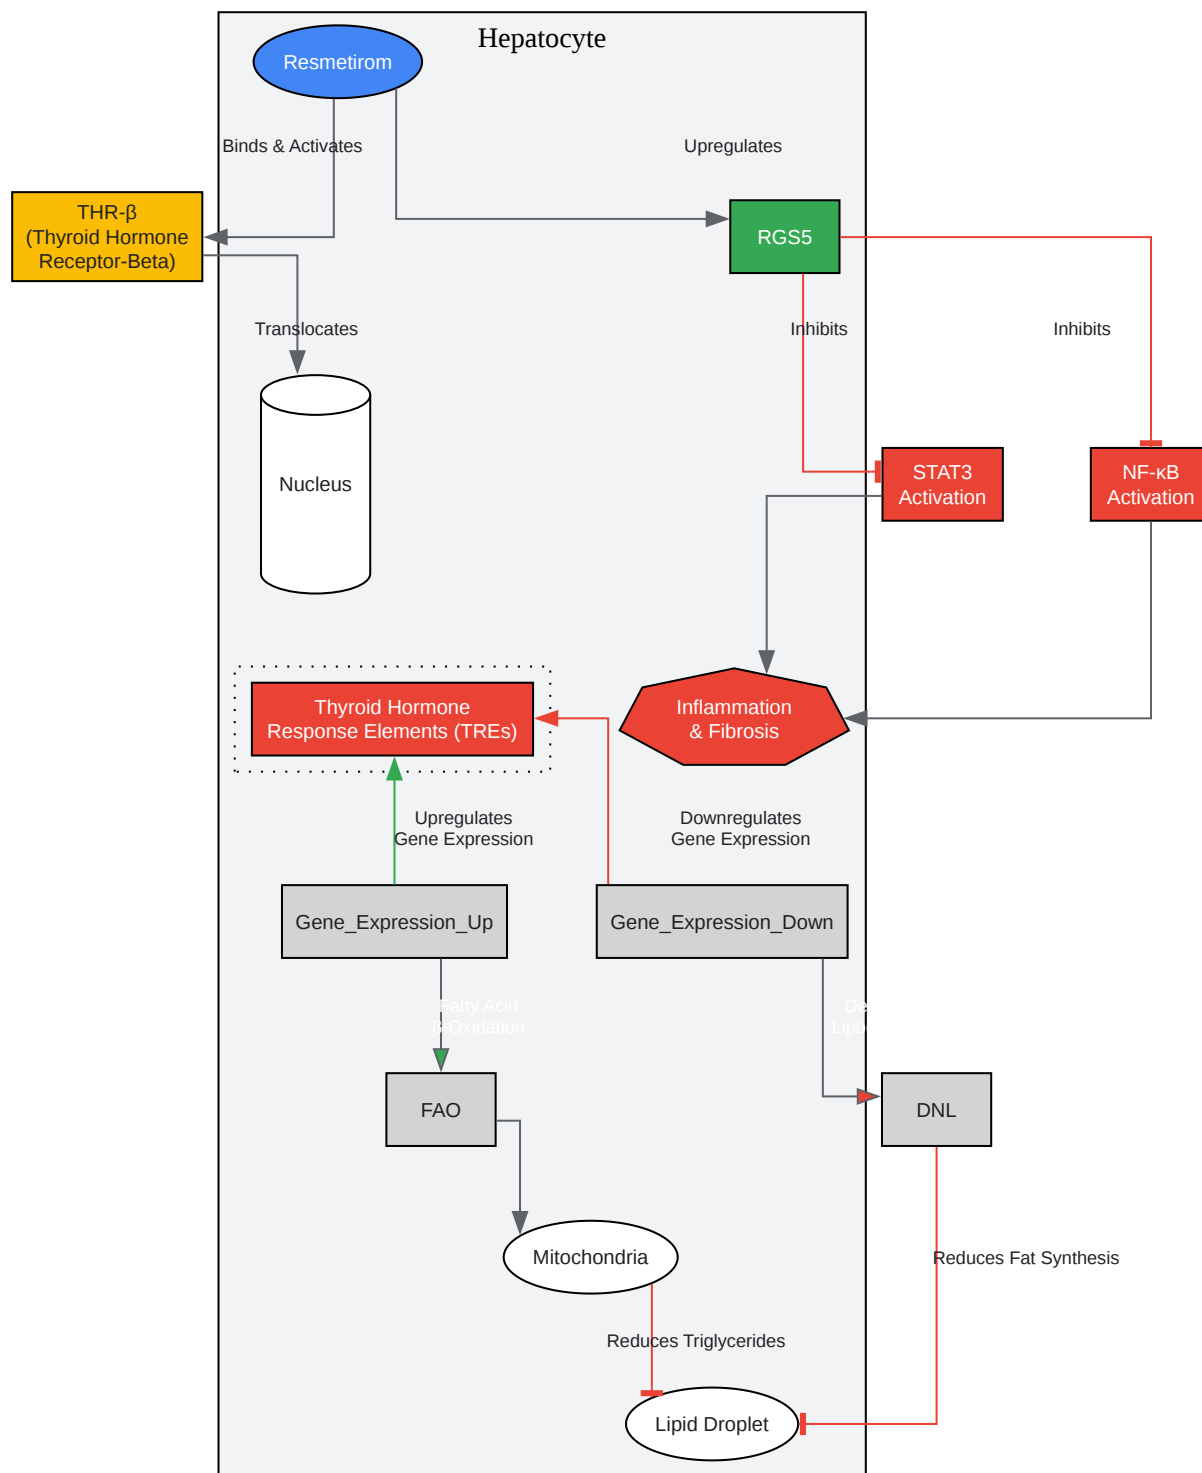 Hepatocyte
Resmetirom
Binds & Activates
Upregulates
THR-β
(Thyroid Hormone
Receptor-Beta)
RGS5
Translocates
Inhibits
Inhibits
Nucleus
STAT3
Activation
NF-κB
Activation
Thyroid Hormone
Response Elements (TREs)
Inflammation
& Fibrosis
Upregulates
Gene Expression
Downregulates
Gene Expression
Gene_Expression_Up
Gene_Expression_Down
Fatty Acid
β-Oxidation
FAO
DNL
Mitochondria
Reduces Fat Synthesis
Reduces Triglycerides
Lipid Droplet